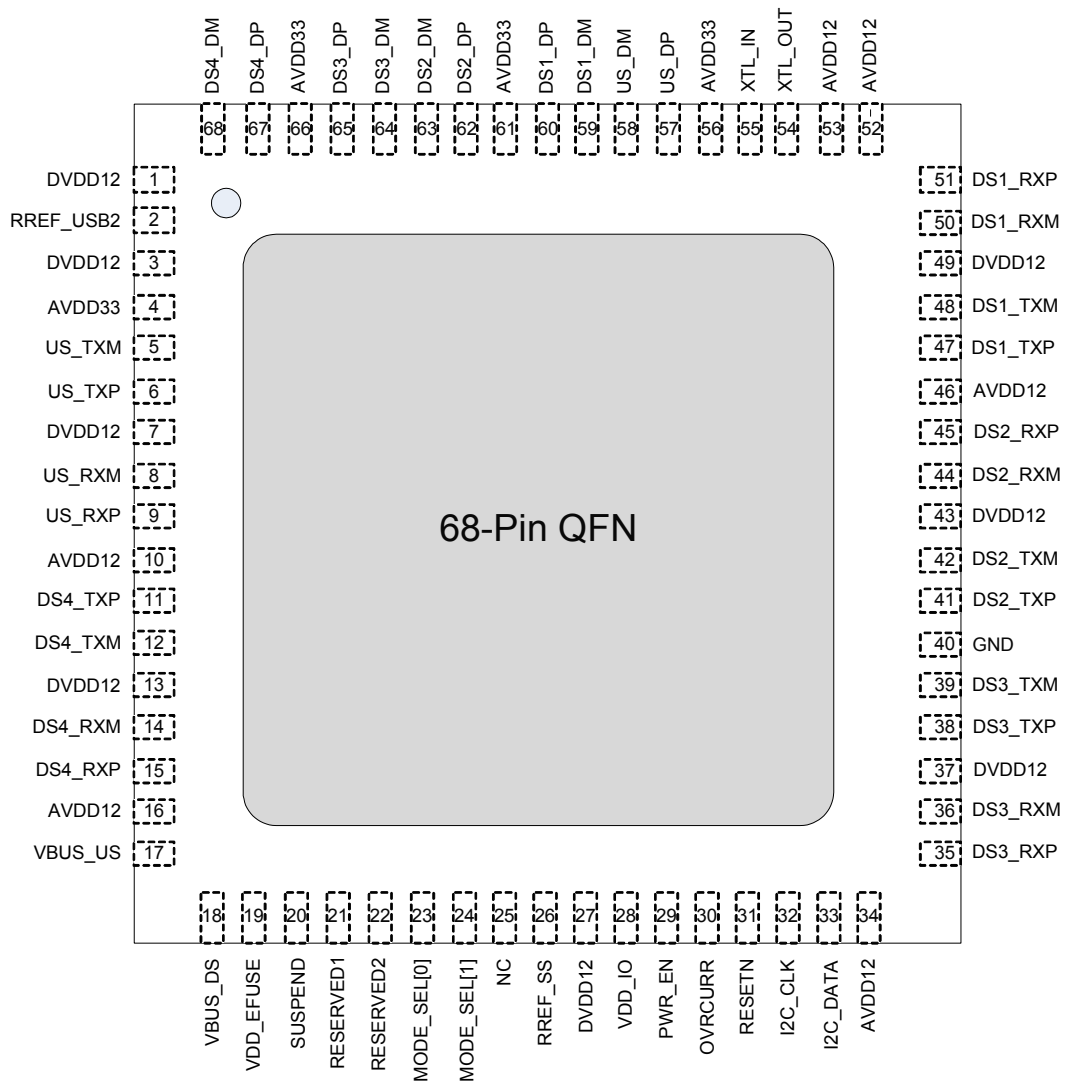 DS4_DM
DS4_DP
AVDD33
DS3_DP
DS3_DM
DS2_DM
DS2_DP
AVDD33
DS1_DP
DS1_DM
US_DM
US_DP
AVDD33
XTL_IN
XTL_OUT
AVDD12
AVDD12
68 67 66 65 64 63 62 61 60 59 58 57 56 55 54 53 52
DVDD12 1
RREF_USB2 2
DVDD12 3
AVDD33 4
US_TXM 5
US_TXP 6
DVDD12 7
US_RXM 8
US_RXP 9
AVDD12 10
DS4_TXP 11
DS4_TXM 12
DVDD12 13
DS4_RXM 14
DS4_RXP 15
AVDD12 16
VBUS_US 17
68-Pin QFN
51 DS1_RXP
50 DS1_RXM
49 DVDD12
48 DS1_TXM
47 DS1_TXP
46 AVDD12
45 DS2_RXP
44 DS2_RXM
43 DVDD12
42 DS2_TXM
41 DS2_TXP
40 GND
39 DS3_TXM
38 DS3_TXP
37 DVDD12
36 DS3_RXM
35 DS3_RXP
18 19 20 21 22 23 24 25 26 27 28 29 30 31 32 33 34
VBUS_DS
VDD_EFUSE
SUSPEND
RESERVED1
RESERVED2
MODE_SEL[0]
MODE_SEL[1]
NC
RREF_SS
DVDD12
VDD_IO
PWR_EN
OVRCURR
RESETN
I2C_CLK
I2C_DATA
AVDD12